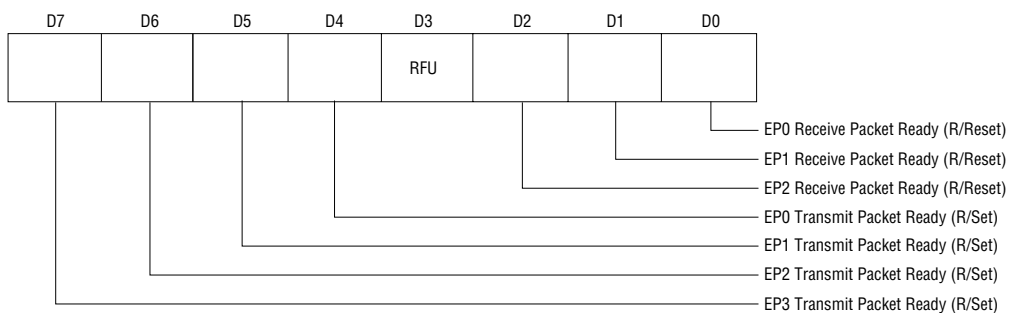 D7 D6 D5 D4 D3 D2 D1 D0
RFU
EP0 Receive Packet Ready (R/Reset)
EP1 Receive Packet Ready (R/Reset)
EP2 Receive Packet Ready (R/Reset)
EP0 Transmit Packet Ready (R/Set)
EP1 Transmit Packet Ready (R/Set)
EP2 Transmit Packet Ready (R/Set)
EP3 Transmit Packet Ready (R/Set)